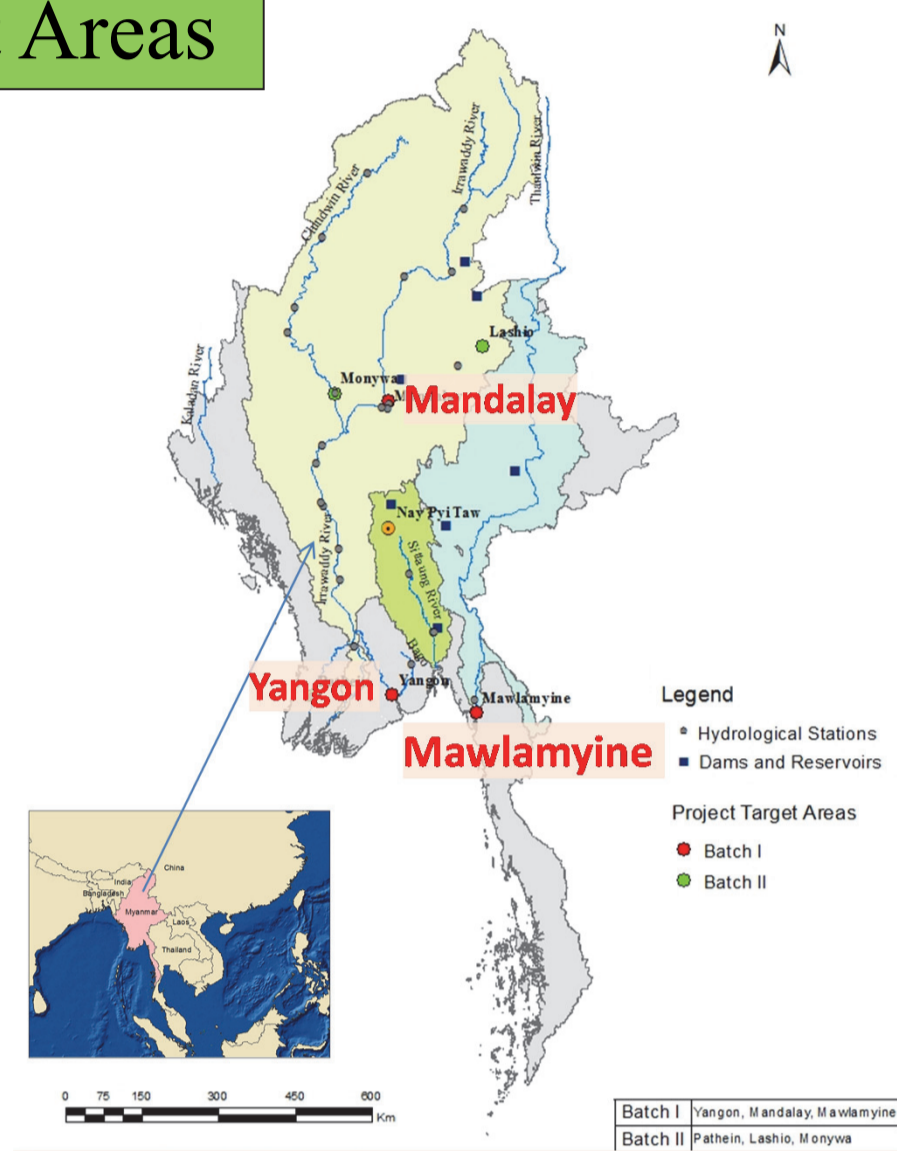 Areas
N
Irrawaddy River
Thanlwin River
Chindwin River
Lashio
Kaladan River
Monywa
Mandalay
Nay Pyi Taw
Sittaung River
Irrawaddy River
Bago
Yangon
Yangon
Mawlamyine
Mawlamyine
Legend
Hydrological Stations
Dams and Reservoirs
Project Target Areas
Batch I
Batch II
China
India
Bangladesh
Myanmar
Laos
Thailand
0 75 150 300 450 600
Km
Batch I Yangon, Mandalay, Mawlamyine
Batch II Pathein, Lashio, Monywa